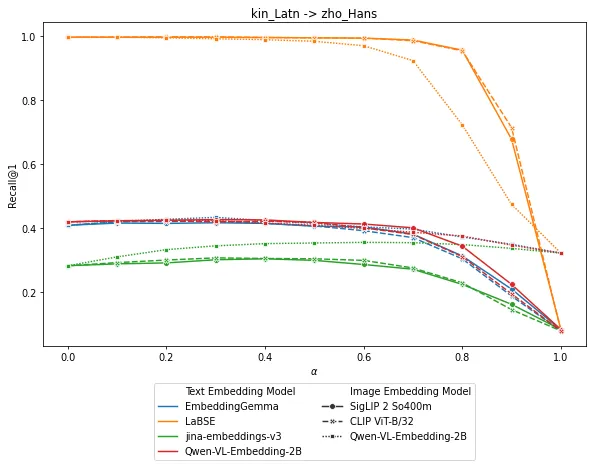 kin_Latn -> zho_Hans
Recall@1
1.0
0.8
0.6
0.4
0.2
0.0 0.2 0.4 0.6 0.8 1.0
α
Text Embedding Model
EmbeddingGemma
LaBSE
jina-embeddings-v3
Qwen-VL-Embedding-2B
Image Embedding Model
SigLIP 2 So400m
CLIP ViT-B/32
Qwen-VL-Embedding-2B